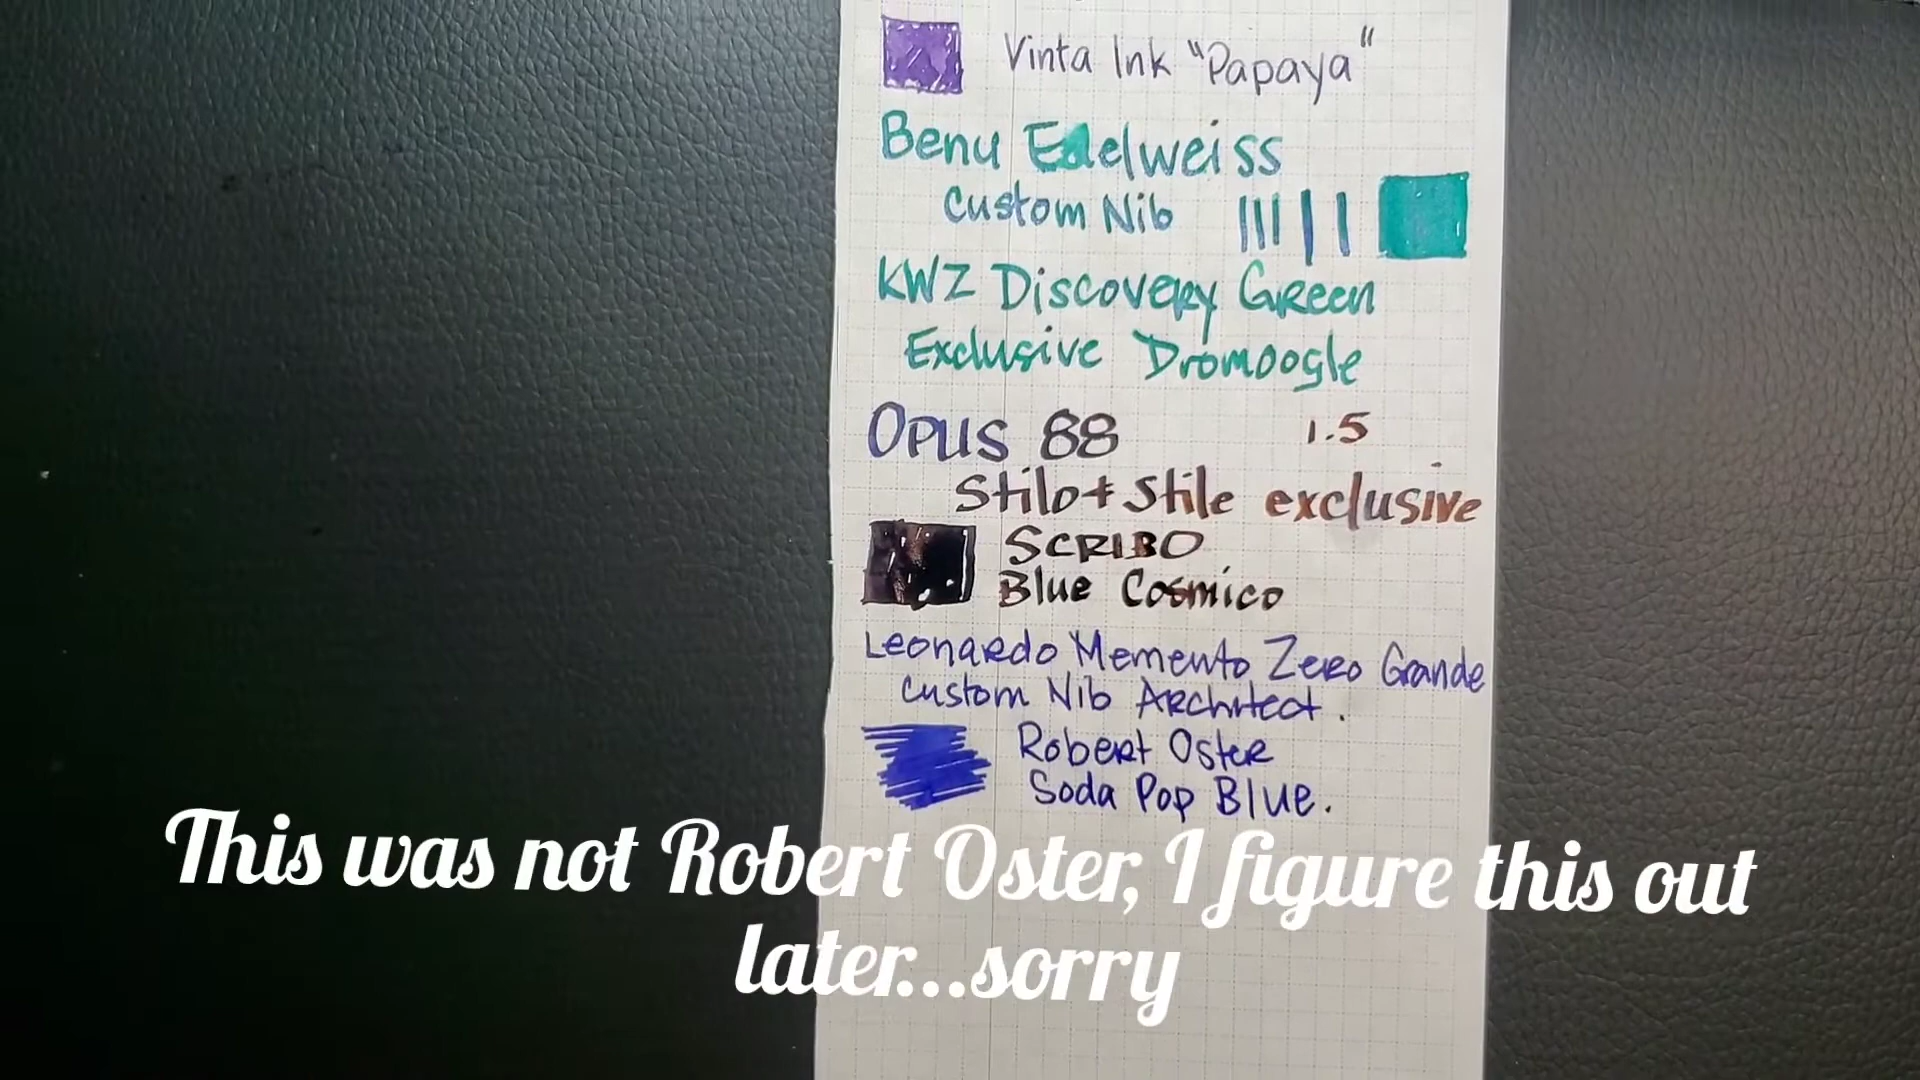 Vinta Ink "Papaya"
Benu Edelweiss
Custom Nib
KWZ Discovery Green
Exclusive Dromoogle
Opus 88 1.5
Stilo+Stile exclusive
SCRIBO
Blue Cosmico
Leonardo Memento Zero Grande
Custom Nib Architect.
Robert Oster
Soda Pop Blue.
This was not Robert Oster, I figure this out
later...sorry